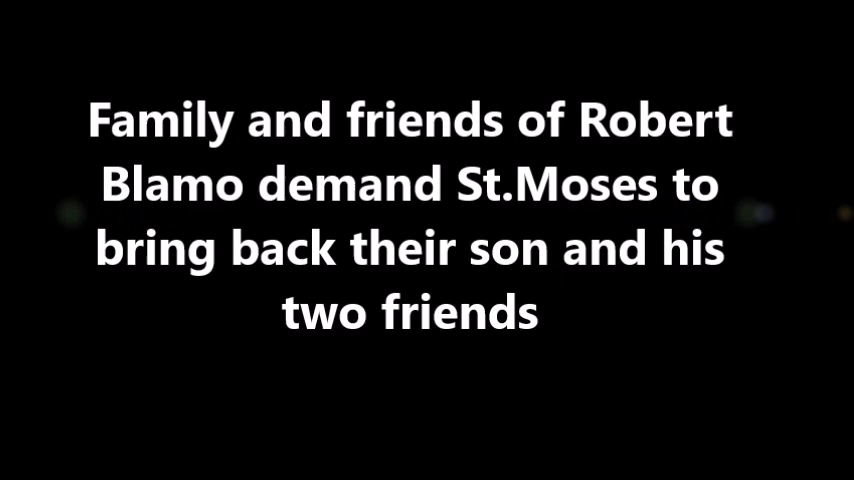 Family and friends of Robert
Blamo demand St.Moses to
bring back their son and his
two friends